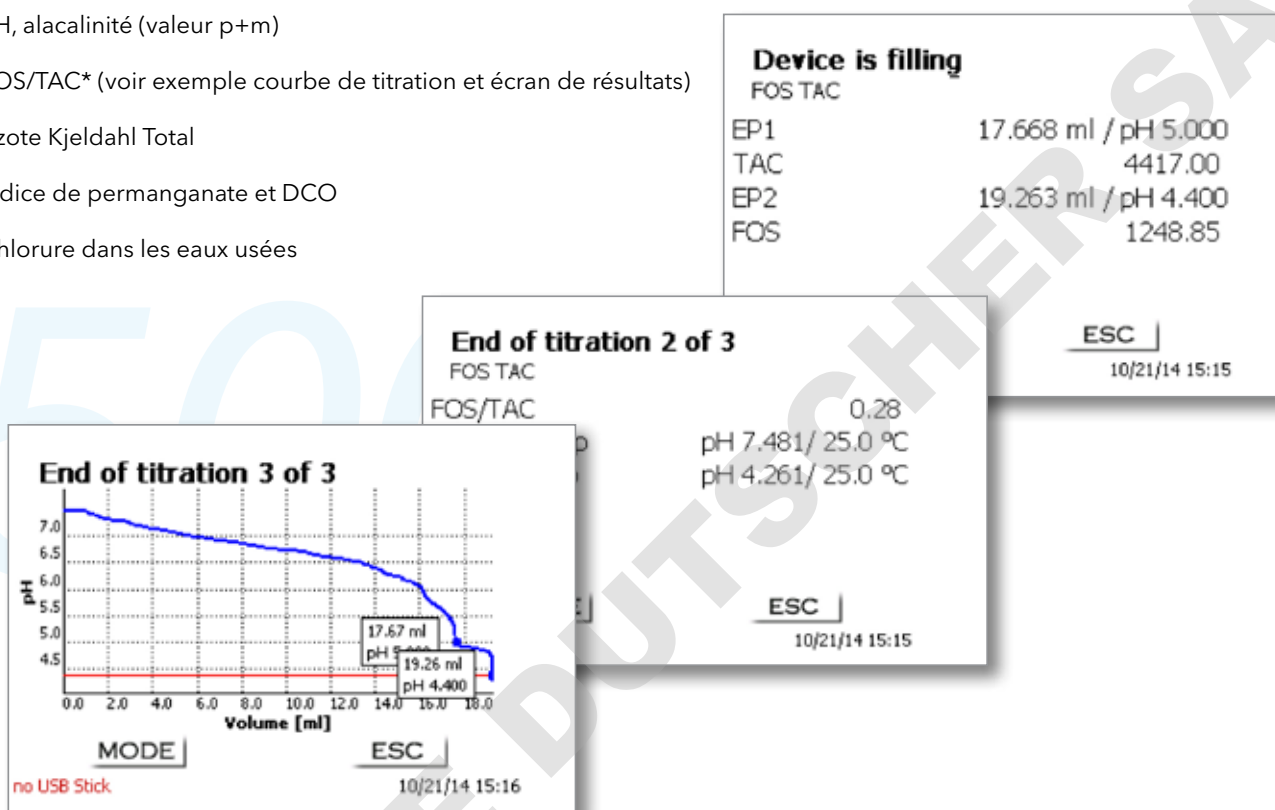 H, alacalinité (valeur p+m)
OS/TAC* (voir exemple courbe de titration et écran de résultats)
zote Kjeldahl Total
dice de permanganate et DCO
hlorure dans les eaux usées
Device is filling
FOS TAC
EP1 17.668 ml / pH 5.000
TAC 4417.00
EP2 19.263 ml / pH 4.400
FOS 1248.85
ESC
10/21/14 15:15
End of titration 2 of 3
FOS TAC
FOS/TAC 0.28
pH 7.481/ 25.0 °C
pH 4.261/ 25.0 °C
ESC
10/21/14 15:15
End of titration 3 of 3
pH
7.0
6.5
6.0
5.5
5.0
4.5
17.67 ml
pH
19.26 ml
pH 4.400
0.0 2.0 4.0 6.0 8.0 10.0 12.0 14.0 16.0 18.0
Volume [ml]
MODE ESC
no USB Stick 10/21/14 15:16
E DUTSCHER SA